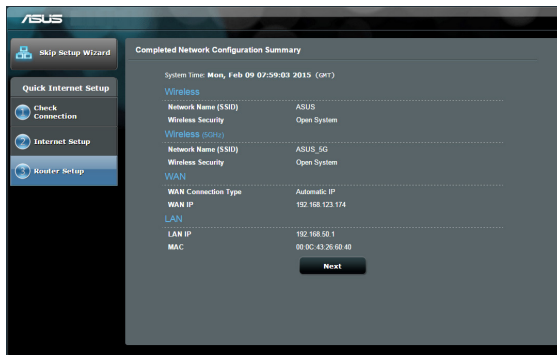 ASUS
Skip Setup Wizard
Quick Internet Setup
1 Check Connection
2 Internet Setup
3 Router Setup
Completed Network Configuration Summary
System Time: Mon, Feb 09 07:59:03 2015 (GMT)
Wireless
Network Name (SSID) ASUS
Wireless Security Open System
Wireless (5GHz)
Network Name (SSID) ASUS_5G
Wireless Security Open System
WAN
WAN Connection Type Automatic IP
WAN IP 192.168.123.174
LAN
LAN IP 192.168.50.1
MAC 00:0C:43:26:60:40
Next